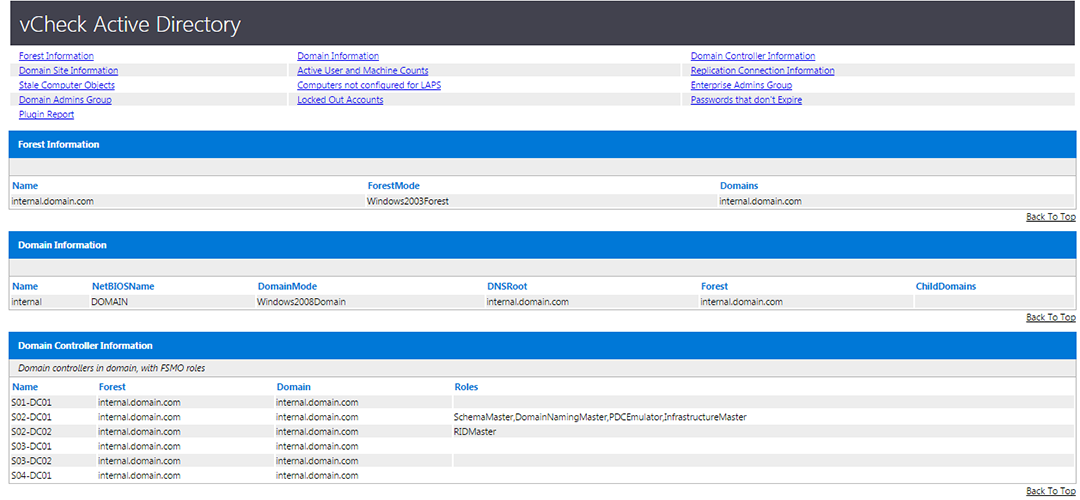 vCheck Active Directory
Forest Information Domain Information Domain Controller Information
Domain Site Information Active User and Machine Counts Replication Connection Information
Stale Computer Objects Computers not configured for LAPS Enterprise Admins Group
Domain Admins Group Locked Out Accounts Passwords that don't Expire
Plugin Report
Forest Information
Name ForestMode Domains
internal.domain.com Windows2003Forest internal.domain.com
Back To Top
Domain Information
Name NetBIOSName DomainMode DNSRoot Forest ChildDomains
internal DOMAIN Windows2008Domain internal.domain.com internal.domain.com
Back To Top
Domain Controller Information
Domain controllers in domain, with FSMO roles
Name Forest Domain Roles
S01-DC01 internal.domain.com internal.domain.com
S02-DC01 internal.domain.com internal.domain.com SchemaMaster,DomainNamingMaster,PDCEmulator,InfrastructureMaster
S02-DC02 internal.domain.com internal.domain.com RIDMaster
S03-DC01 internal.domain.com internal.domain.com
S03-DC02 internal.domain.com internal.domain.com
S04-DC01 internal.domain.com internal.domain.com
Back To Top